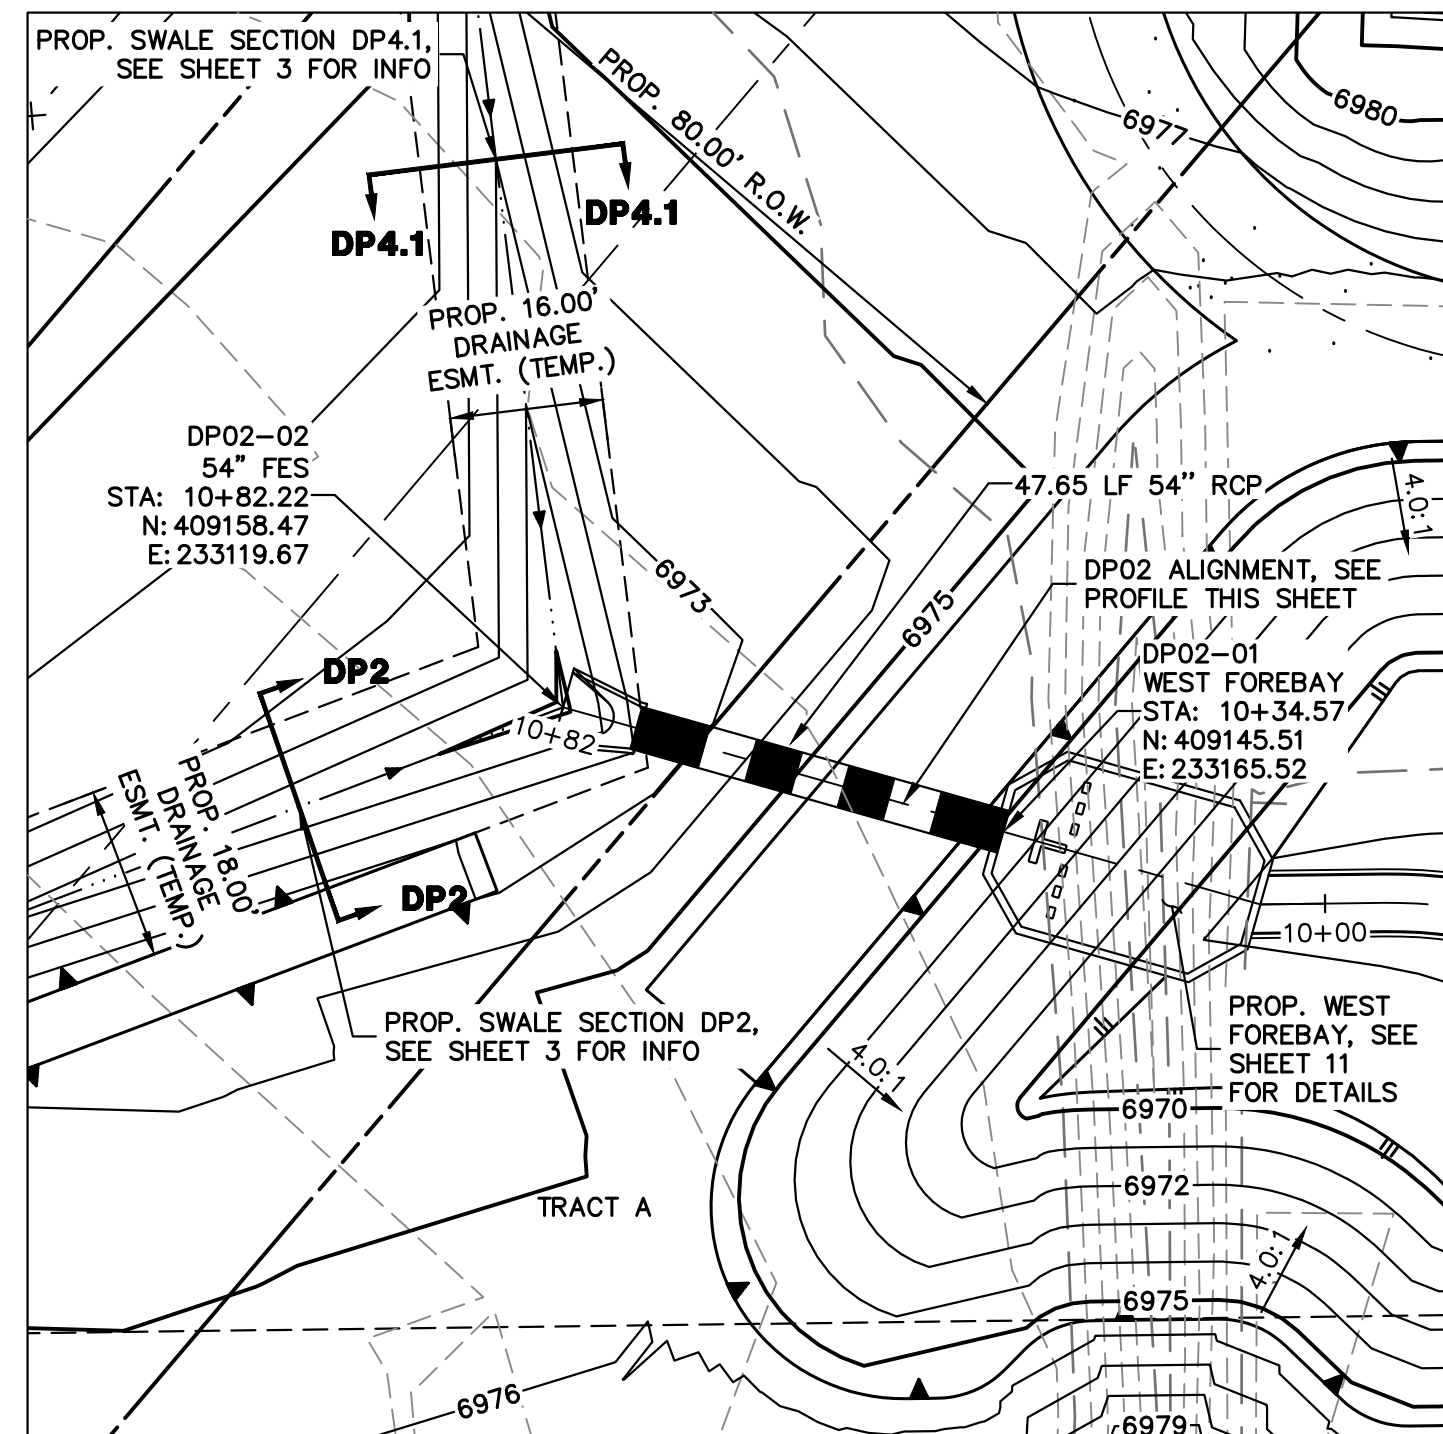 PROP. SWALE SECTION DP4.1,
SEE SHEET 3 FOR INFO
PROP. 80.00' R.O.W.
6977
6980
DP4.1
DP4.1
PROP. 16.00'
DRAINAGE
ESMT. (TEMP.)
DP02-02
54" FES
STA: 10+82.22
N: 409158.47
E: 233119.67
47.65 LF 54" RCP
4.0:1
6973
6975
DP02 ALIGNMENT, SEE
PROFILE THIS SHEET
DP02-01
WEST FOREBAY
STA: 10+34.57
N: 409145.51
E: 233165.52
DP2
10+82
PROP. 18.00'
DRAINAGE
ESMT. (TEMP.)
DP2
10+00
PROP. SWALE SECTION DP2,
SEE SHEET 3 FOR INFO
PROP. WEST
FOREBAY, SEE
SHEET 11
FOR DETAILS
4.0:1
6970
6972
TRACT A
4.0:1
6975
6976
6979